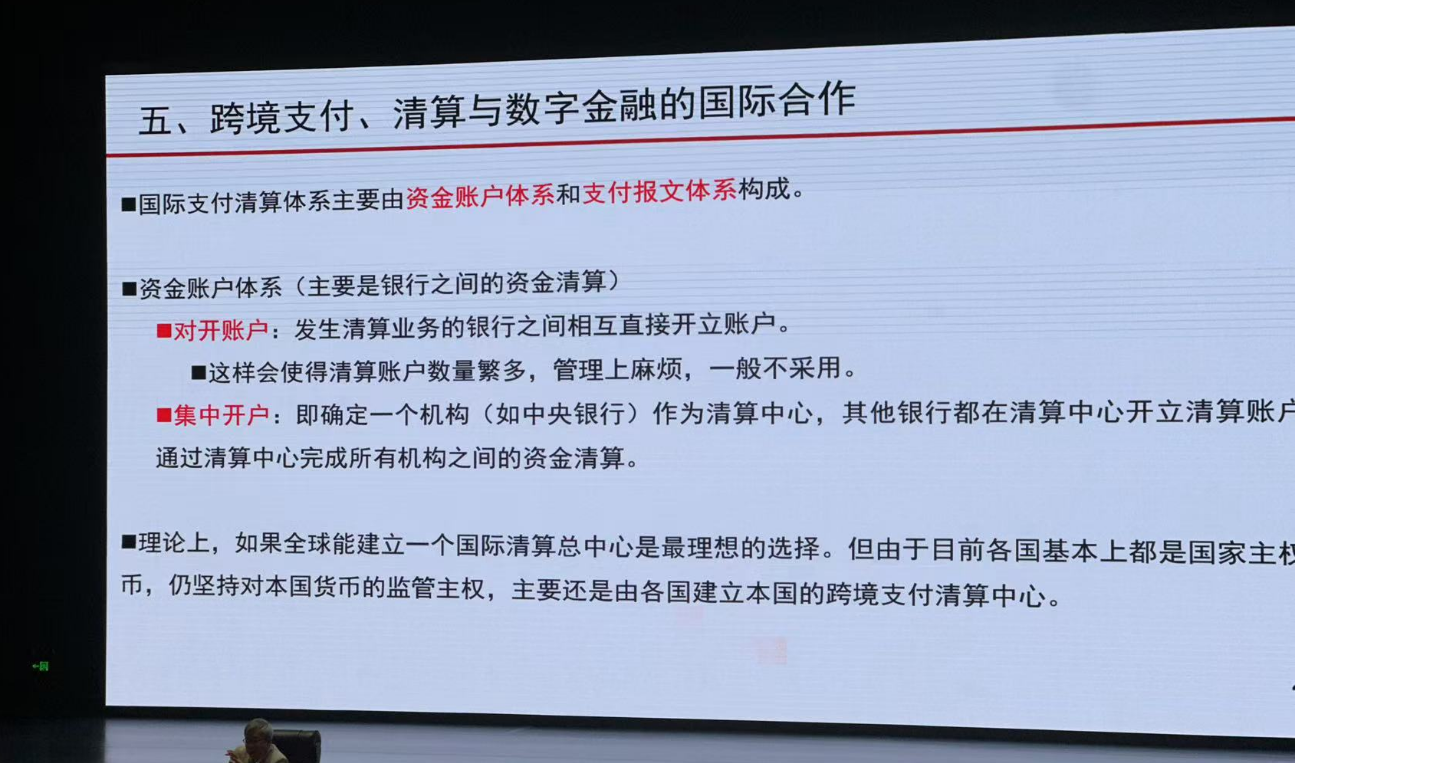 五、跨境支付、清算与数字金融的国际合作
■国际支付清算体系主要由资金账户体系和支付报文体系构成。
■资金账户体系（主要是银行之间的资金清算）
■对开账户：发生清算业务的银行之间相互直接开立账户。
■这样会使得清算账户数量繁多，管理上麻烦，一般不采用。
■集中开户：即确定一个机构（如中央银行）作为清算中心，其他银行都在清算中心开立清算账户
通过清算中心完成所有机构之间的资金清算。
■理论上，如果全球能建立一个国际清算总中心是最理想的选择。但由于目前各国基本上都是国家主权
币，仍坚持对本国货币的监管主权，主要还是由各国建立本国的跨境支付清算中心。